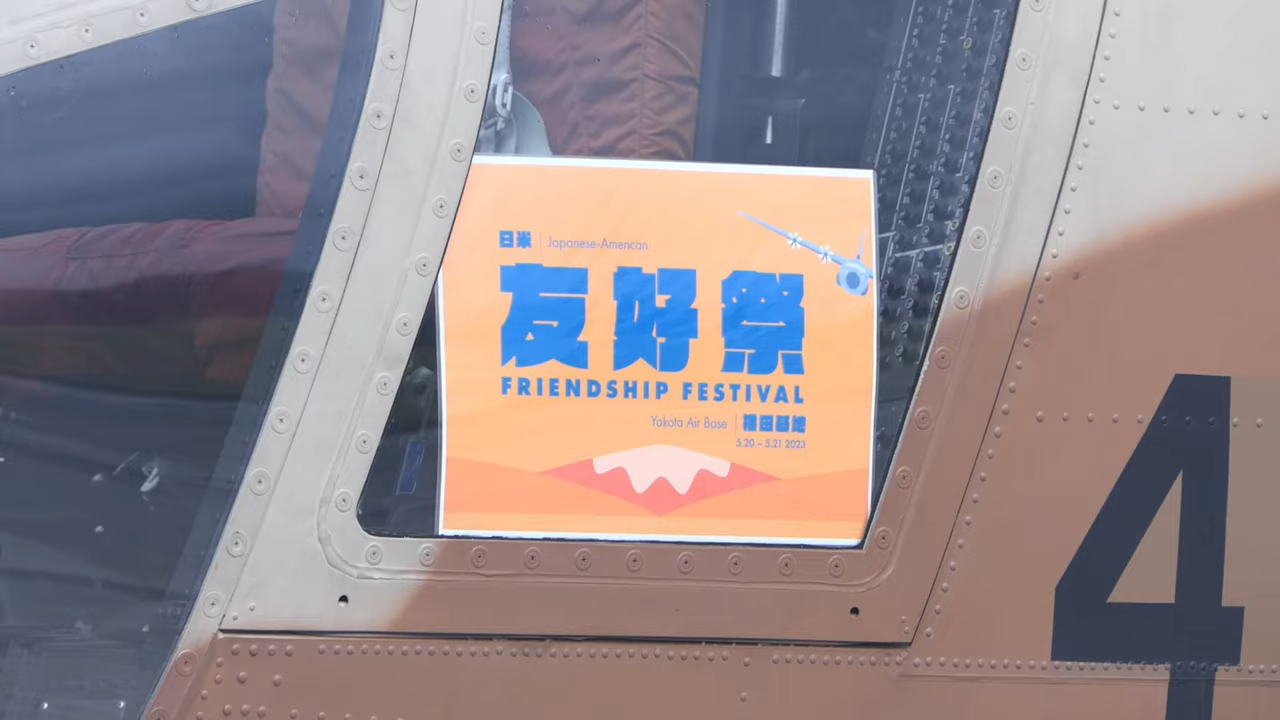 日米 Japanese-American
友好祭
FRIENDSHIP FESTIVAL
Yokota Air Base 横田基地
5.20 – 5.21 2023
4